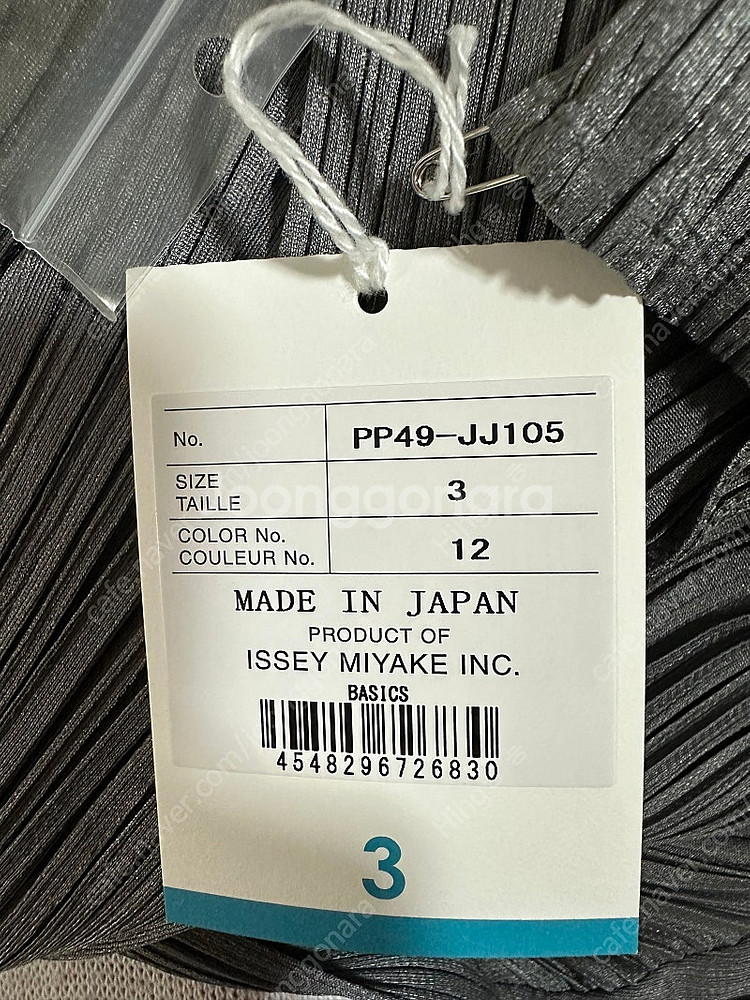 No. PP49-JJ105
SIZE
TAILLE 3
COLOR No.
COULEUR No. 12
MADE IN JAPAN
PRODUCT OF
ISSEY MIYAKE INC.
BASICS
4548296726830
3
joonggonara